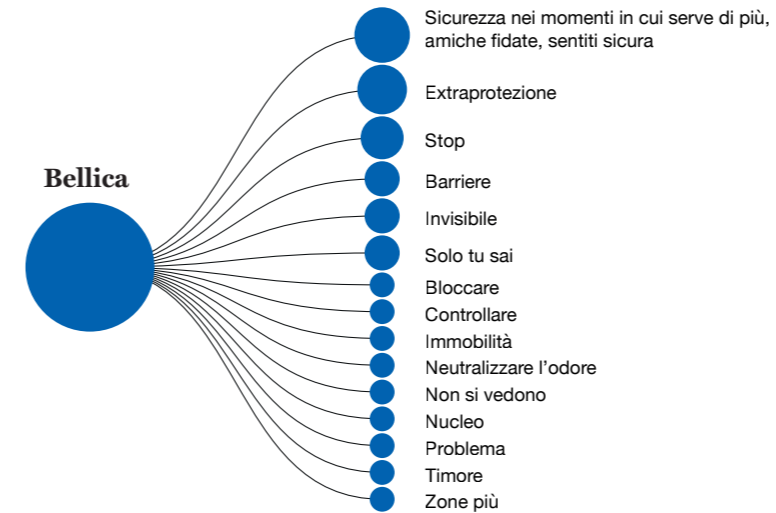 Sicurezza nei momenti in cui serve di più,
amiche fidate, sentiti sicura
Extraprotezione
Stop
Bellica
Barriere
Invisibile
Solo tu sai
Bloccare
Controllare
Immobilità
Neutralizzare l'odore
Non si vedono
Nucleo
Problema
Timore
Zone più